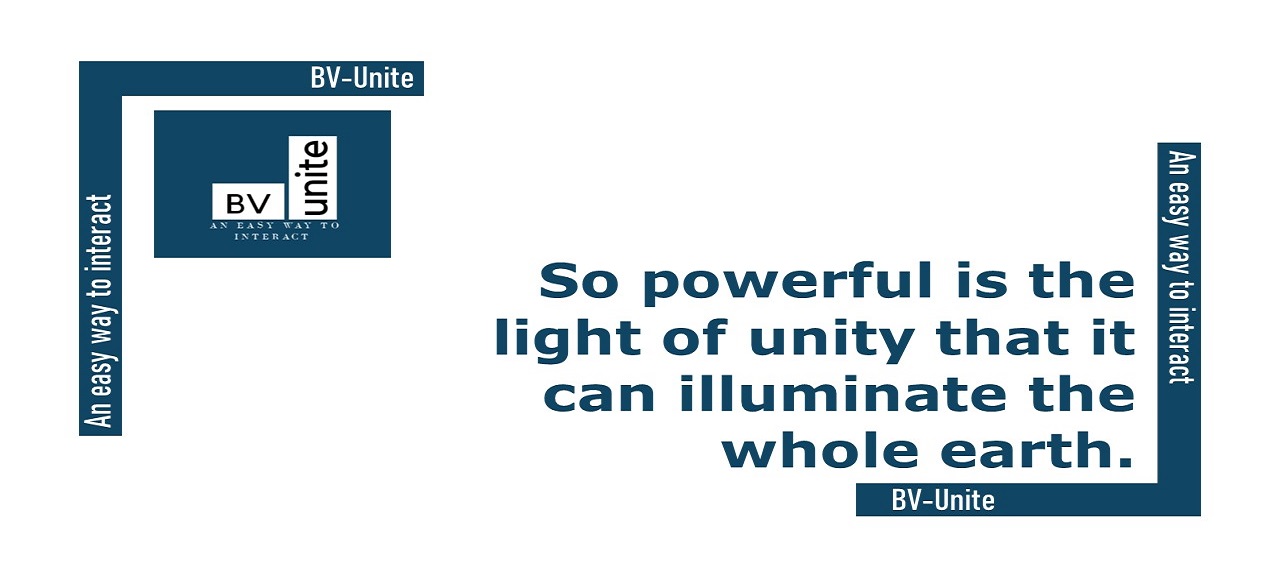 BV-Unite
An easy way to interact
BV
unite
AN EASY WAY TO
INTERACT
An easy way to interact
So powerful is the
light of unity that it
can illuminate the
whole earth.
BV-Unite